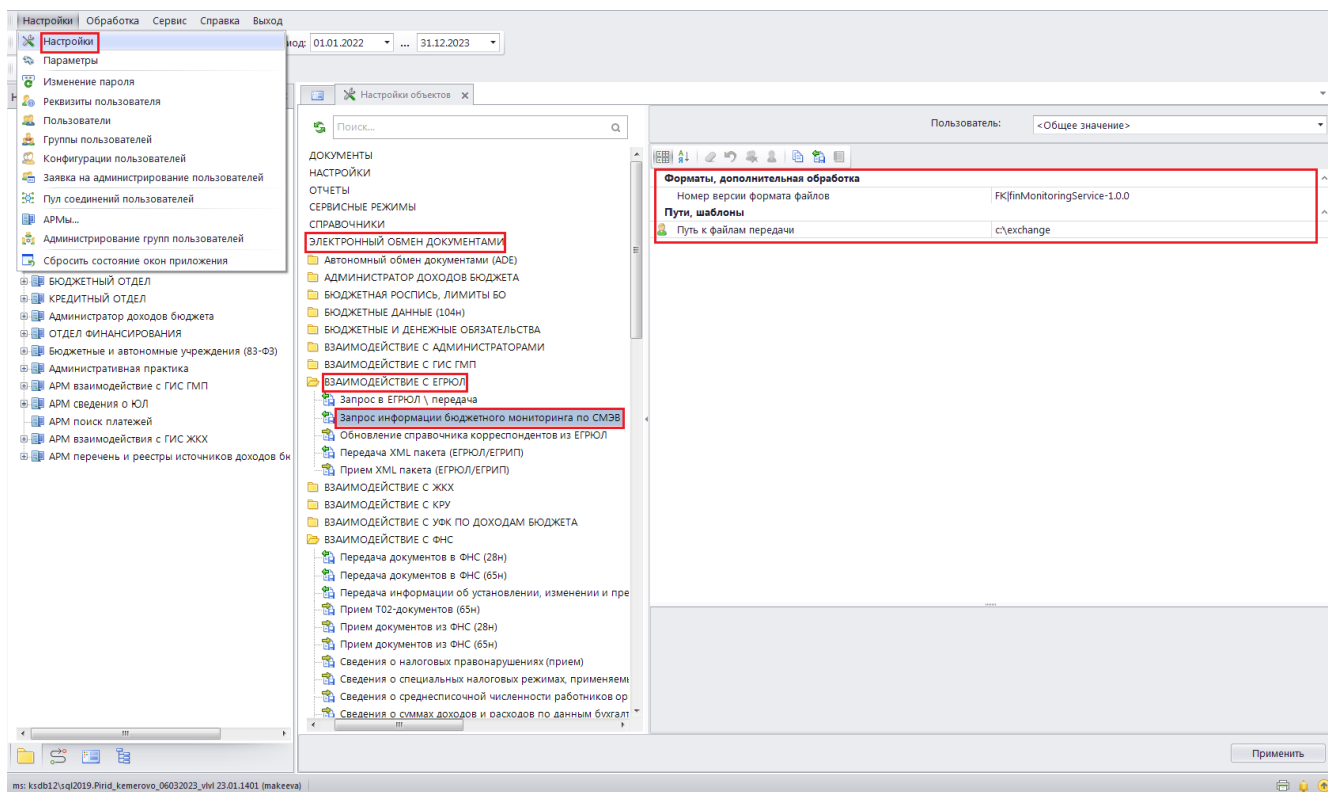 Настройки Обработка Сервис Справка Выход
Настройки
Параметры
Изменение пароля
Реквизиты пользователя
Пользователи
Группы пользователей
Конфигурации пользователей
Заявка на администрирование пользователей
Пул соединений пользователей
АРМы...
Администрирование групп пользователей
Сбросить состояние окон приложения
иод: 01.01.2022 ... 31.12.2023
БЮДЖЕТНЫЙ ОТДЕЛ
КРЕДИТНЫЙ ОТДЕЛ
Администратор доходов бюджета
ОТДЕЛ ФИНАНСИРОВАНИЯ
Бюджетные и автономные учреждения (83-ФЗ)
Административная практика
АРМ взаимодействие с ГИС ГМП
АРМ сведения о ЮЛ
АРМ поиск платежей
АРМ взаимодействия с ГИС ЖКХ
АРМ перечень и реестры источников доходов бк
Настройки объектов
Поиск...
ДОКУМЕНТЫ
НАСТРОЙКИ
ОТЧЕТЫ
СЕРВИСНЫЕ РЕЖИМЫ
СПРАВОЧНИКИ
ЭЛЕКТРОННЫЙ ОБМЕН ДОКУМЕНТАМИ
Автономный обмен документами (ADE)
АДМИНИСТРАТОР ДОХОДОВ БЮДЖЕТА
БЮДЖЕТНАЯ РОСПИСЬ, ЛИМИТЫ БО
БЮДЖЕТНЫЕ ДАННЫЕ (104н)
БЮДЖЕТНЫЕ И ДЕНЕЖНЫЕ ОБЯЗАТЕЛЬСТВА
ВЗАИМОДЕЙСТВИЕ С АДМИНИСТРАТОРАМИ
ВЗАИМОДЕЙСТВИЕ С ГИС ГМП
ВЗАИМОДЕЙСТВИЕ С ЕГРЮЛ
Запрос в ЕГРЮЛ \ передача
Запрос информации бюджетного мониторинга по СМЭВ
Обновление справочника корреспондентов из ЕГРЮЛ
Передача XML пакета (ЕГРЮЛ/ЕГРИП)
Прием XML пакета (ЕГРЮЛ/ЕГРИП)
ВЗАИМОДЕЙСТВИЕ С ЖКХ
ВЗАИМОДЕЙСТВИЕ С КРУ
ВЗАИМОДЕЙСТВИЕ С УФК ПО ДОХОДАМ БЮДЖЕТА
ВЗАИМОДЕЙСТВИЕ С ФНС
Передача документов в ФНС (28н)
Передача документов в ФНС (65н)
Передача информации об установлении, изменении и пре
Прием Т02-документов (65н)
Прием документов из ФНС (28н)
Прием документов из ФНС (65н)
Сведения о налоговых правонарушениях (прием)
Сведения о специальных налоговых режимах, применяемы
Сведения о среднесписочной численности работников ор
Сведения о суммах доходов и расходов по данным бухгалт
Пользователь: <Общее значение>
Форматы, дополнительная обработка
Номер версии формата файлов FK|finMonitoringService-1.0.0
Пути, шаблоны
Путь к файлам передачи c:\exchange
Применить
ms: ksdb12\sql2019.Pirid_kemerovo_06032023_vlvl 23.01.1401 (makeeva)